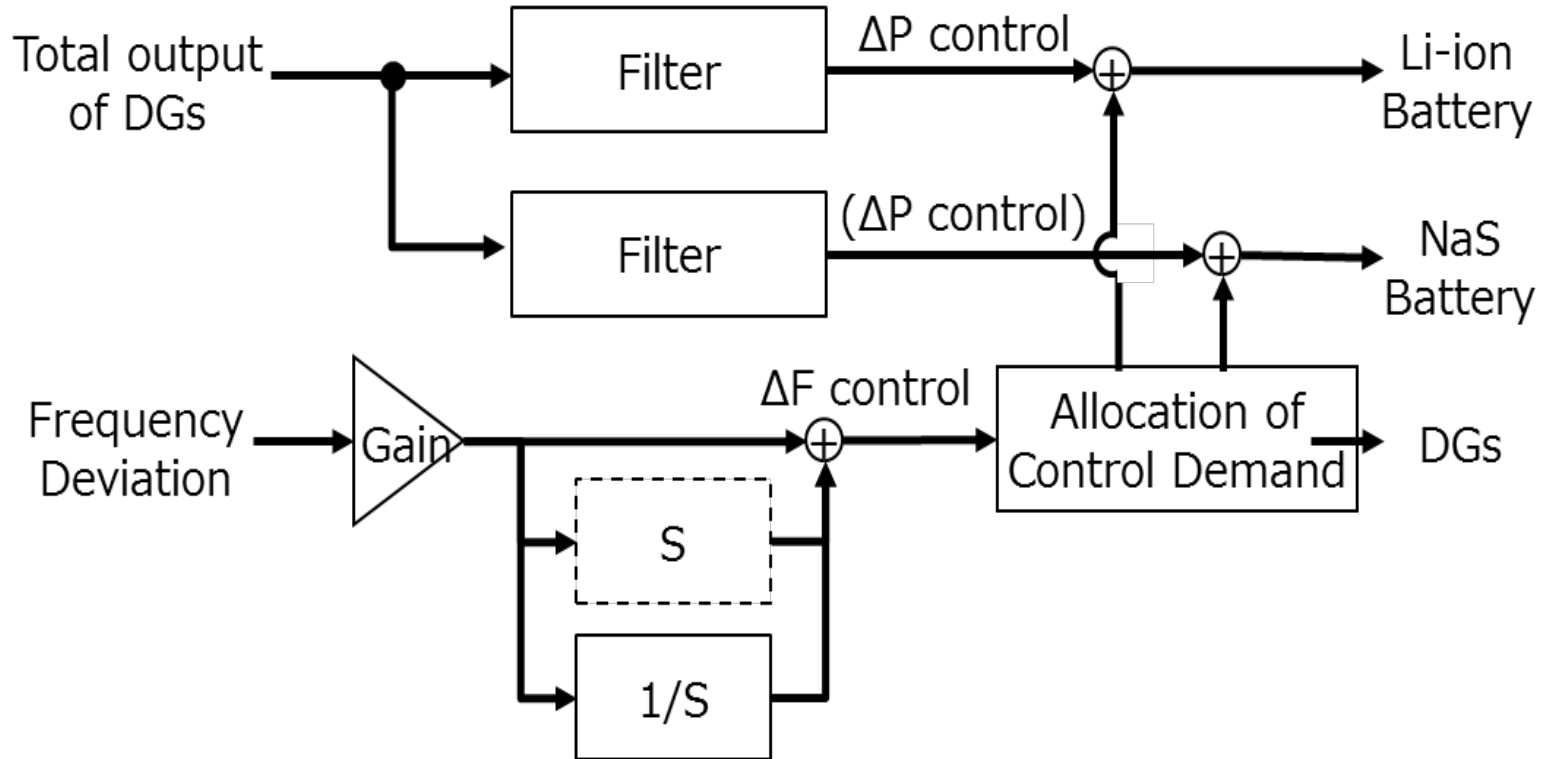 Total output
of DGs
Filter
ΔP control
+
Li-ion
Battery
Filter
(ΔP control)
+
NaS
Battery
Frequency
Deviation
Gain
ΔF control
+
Allocation of
Control Demand
DGs
S
1/S